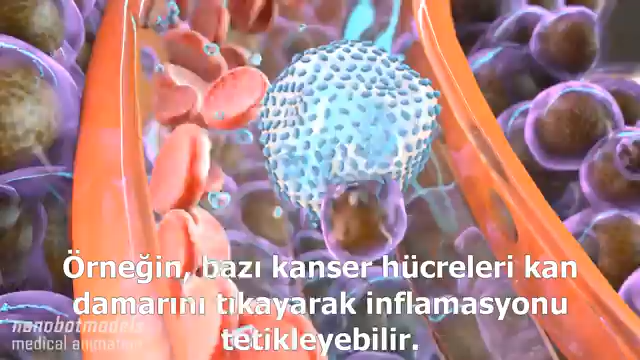 Örneğin, bazı kanser hücreleri kan
damarını tıkayarak inflamasyonu
tetikleyebilir.
nanobotmodels
medical animation